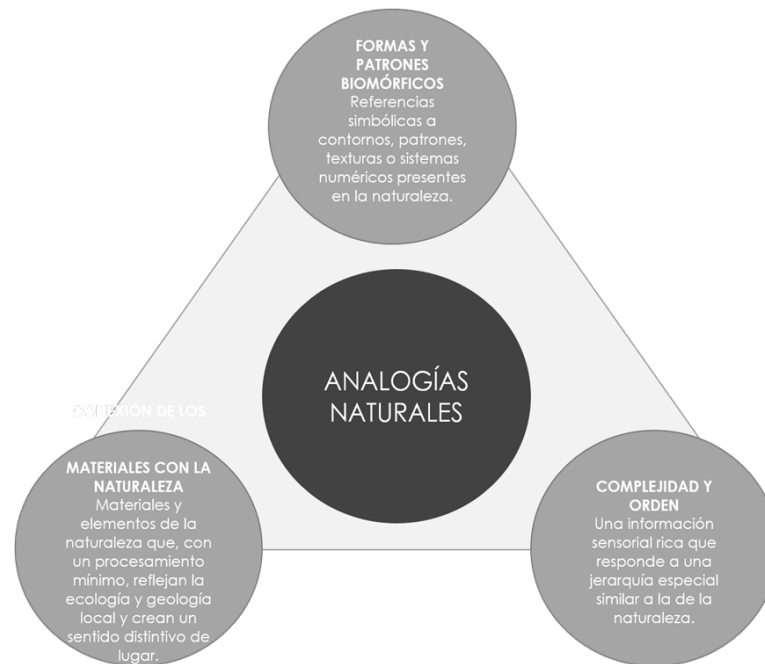 FORMAS Y
PATRONES
BIOMÓRFICOS
Referencias
simbólicas a
contornos, patrones,
texturas o sistemas
numéricos presentes
en la naturaleza.
ANALOGÍAS
NATURALES
CONEXIÓN DE LOS
MATERIALES CON LA
NATURALEZA
Materiales y
elementos de la
naturaleza que, con
un procesamiento
mínimo, reflejan la
ecología y geología
local y crean un
sentido distintivo de
lugar.
COMPLEJIDAD Y
ORDEN
Una información
sensorial rica que
responde a una
jerarquía especial
similar a la de la
naturaleza.